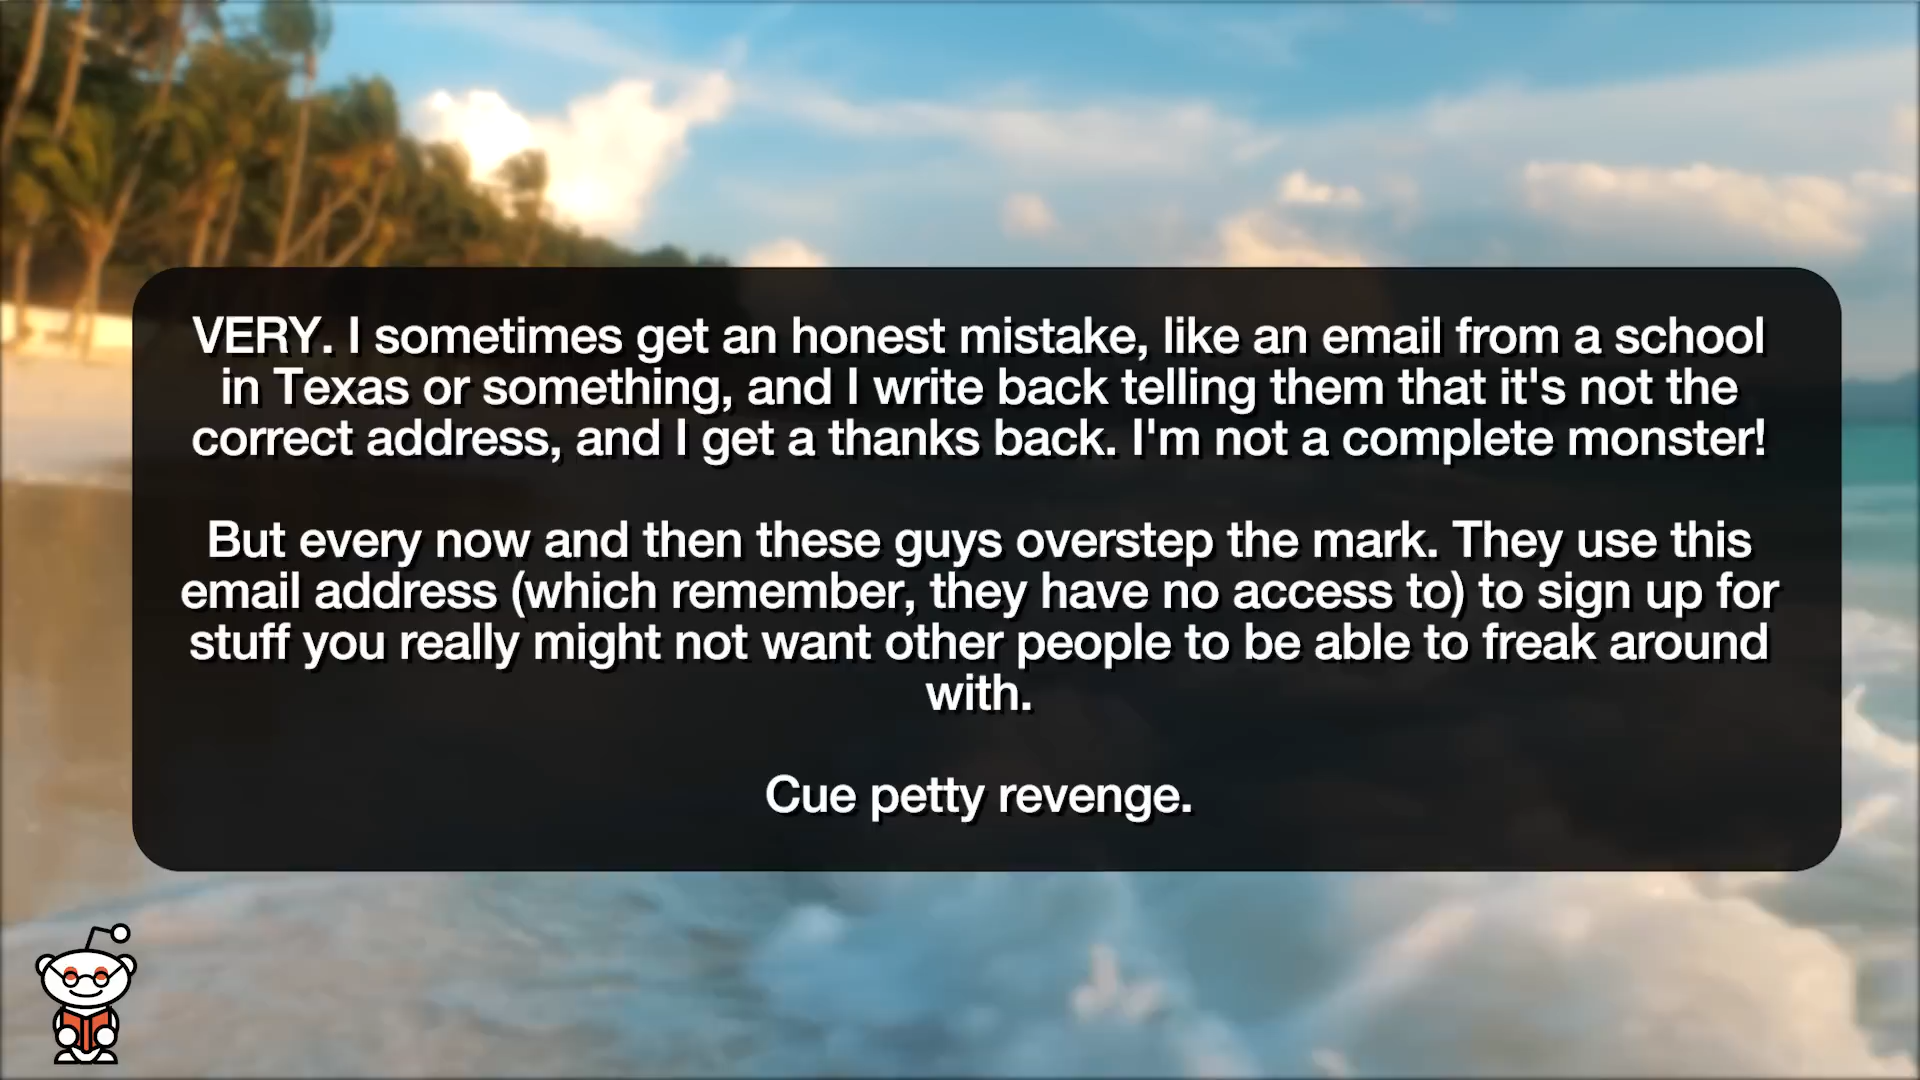 VERY. I sometimes get an honest mistake, like an email from a school
in Texas or something, and I write back telling them that it's not the
correct address, and I get a thanks back. I'm not a complete monster!
But every now and then these guys overstep the mark. They use this
email address (which remember, they have no access to) to sign up for
stuff you really might not want other people to be able to freak around
with.
Cue petty revenge.